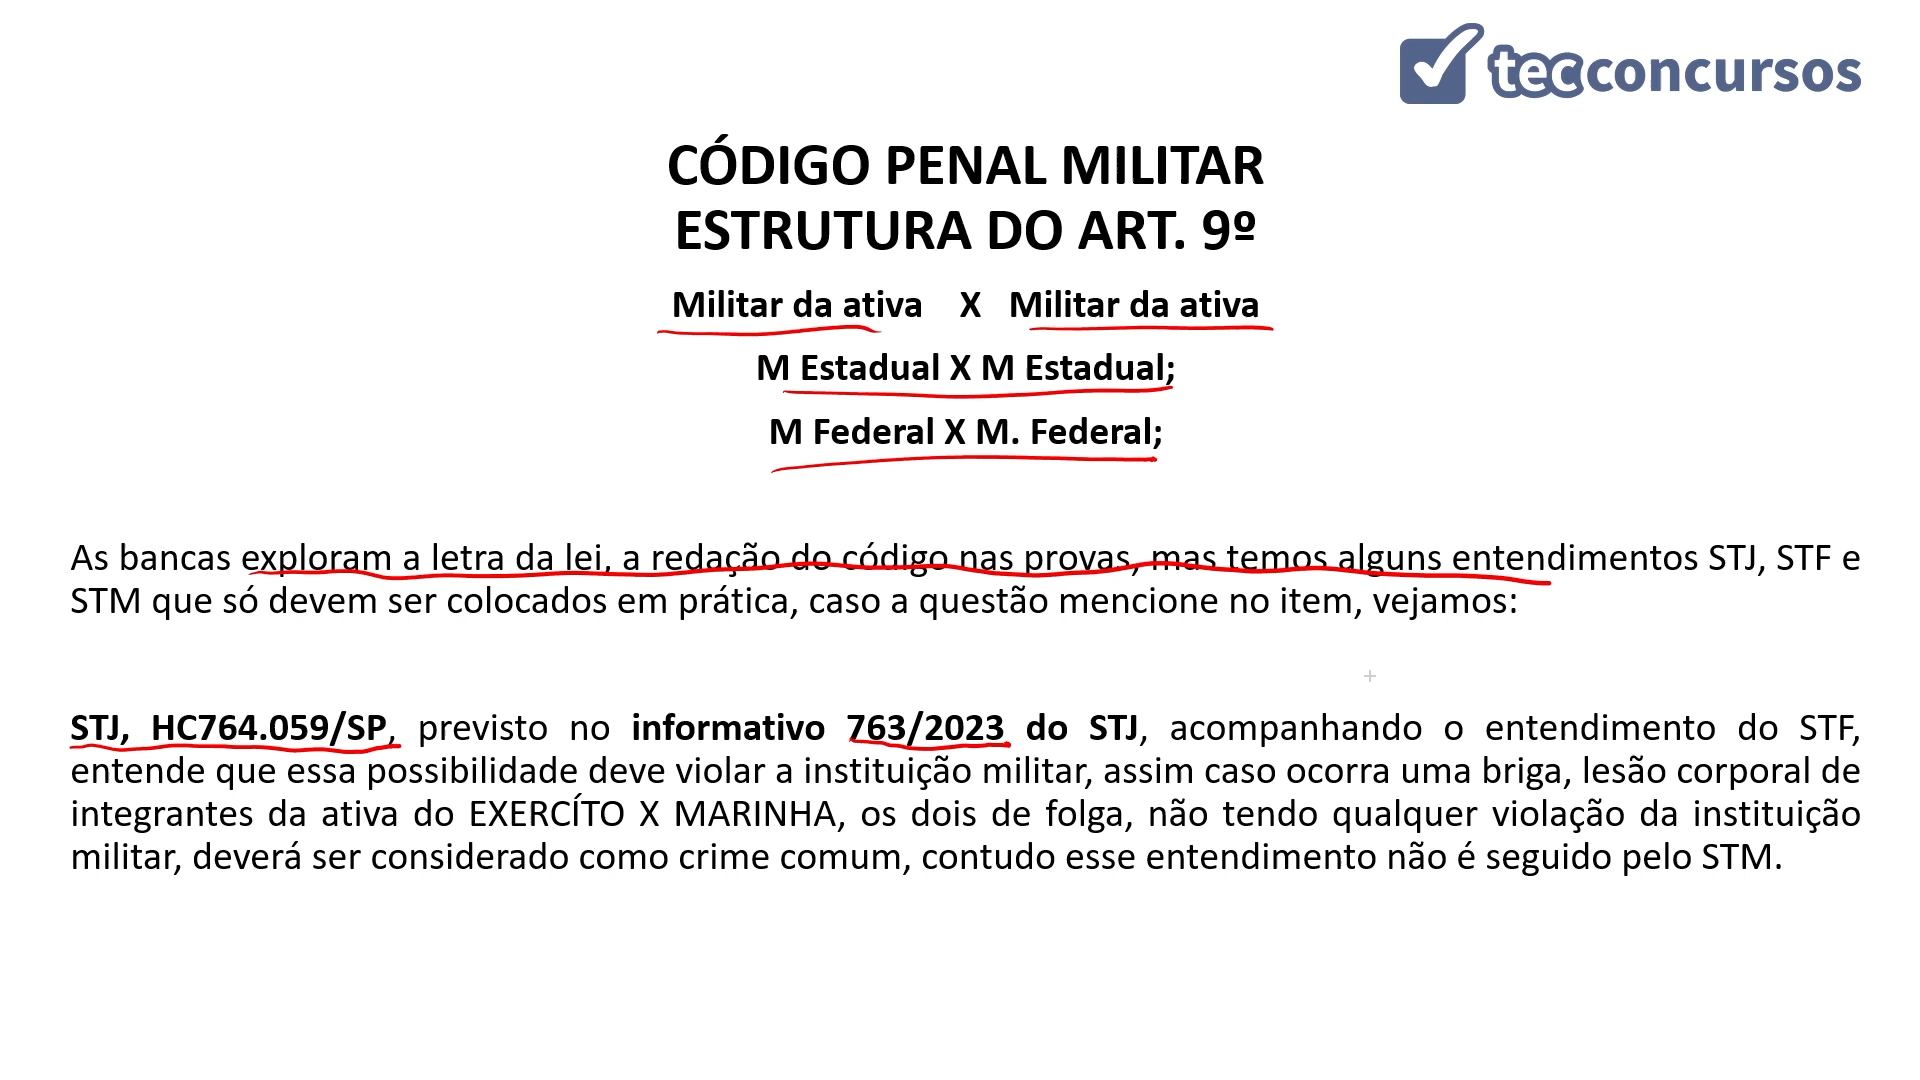 tecconcursos
CÓDIGO PENAL MILITAR
ESTRUTURA DO ART. 9º
Militar da ativa X Militar da ativa
M Estadual X M Estadual;
M Federal X M. Federal;
As bancas exploram a letra da lei, a redação do código nas provas, mas temos alguns entendimentos STJ, STF e
STM que só devem ser colocados em prática, caso a questão mencione no item, vejamos:
STJ, HC764.059/SP, previsto no informativo 763/2023 do STJ, acompanhando o entendimento do STF,
entende que essa possibilidade deve violar a instituição militar, assim caso ocorra uma briga, lesão corporal de
integrantes da ativa do EXERCÍTO X MARINHA, os dois de folga, não tendo qualquer violação da instituição
militar, deverá ser considerado como crime comum, contudo esse entendimento não é seguido pelo STM.